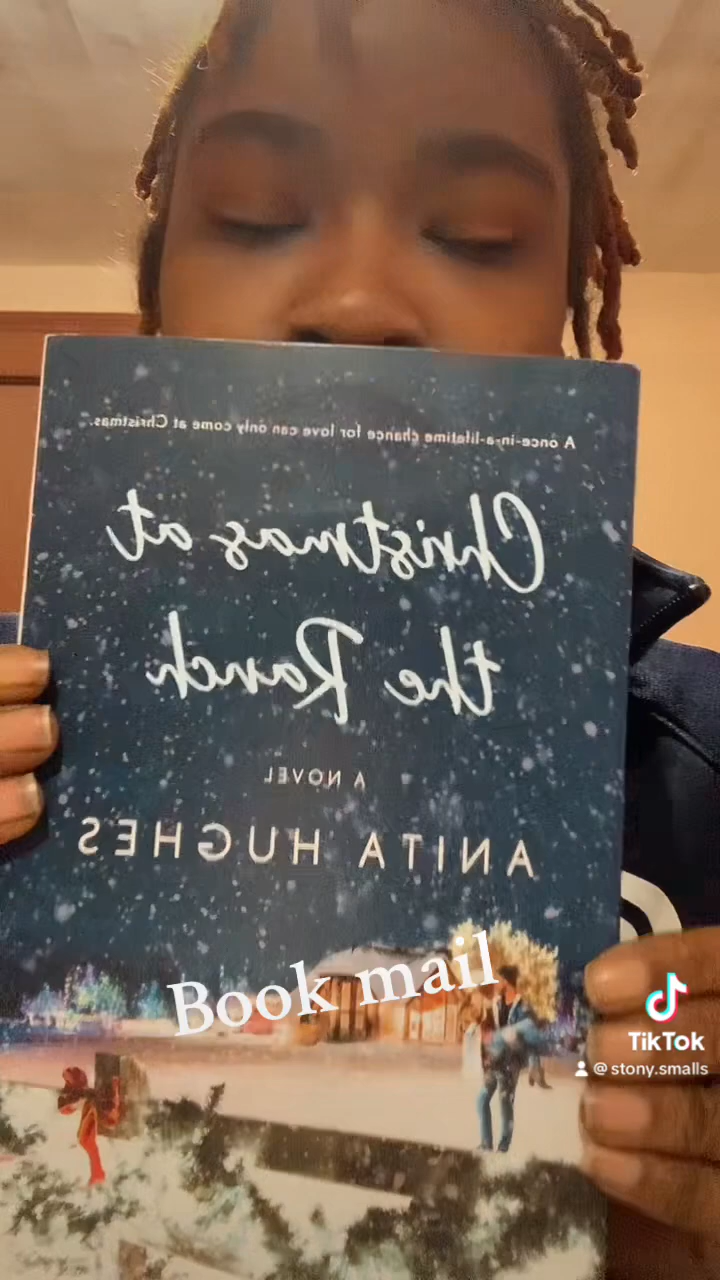 A once-in-a-lifetime chance for love can only come at Christmas.
Christmas at
the Ranch
A NOVEL
ANITA HUGHES
Book mail
TikTok
@stony.smalls